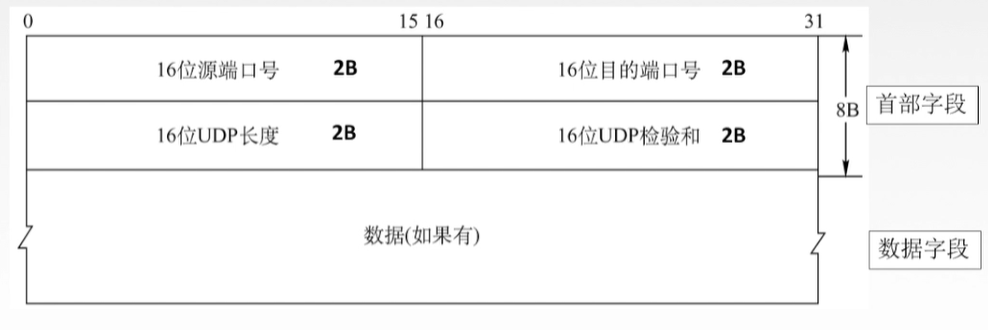 0 15 16 31
16位源端口号 2B 16位目的端口号 2B
8B 首部字段
16位UDP长度 2B 16位UDP检验和 2B
数据(如果有)
数据字段